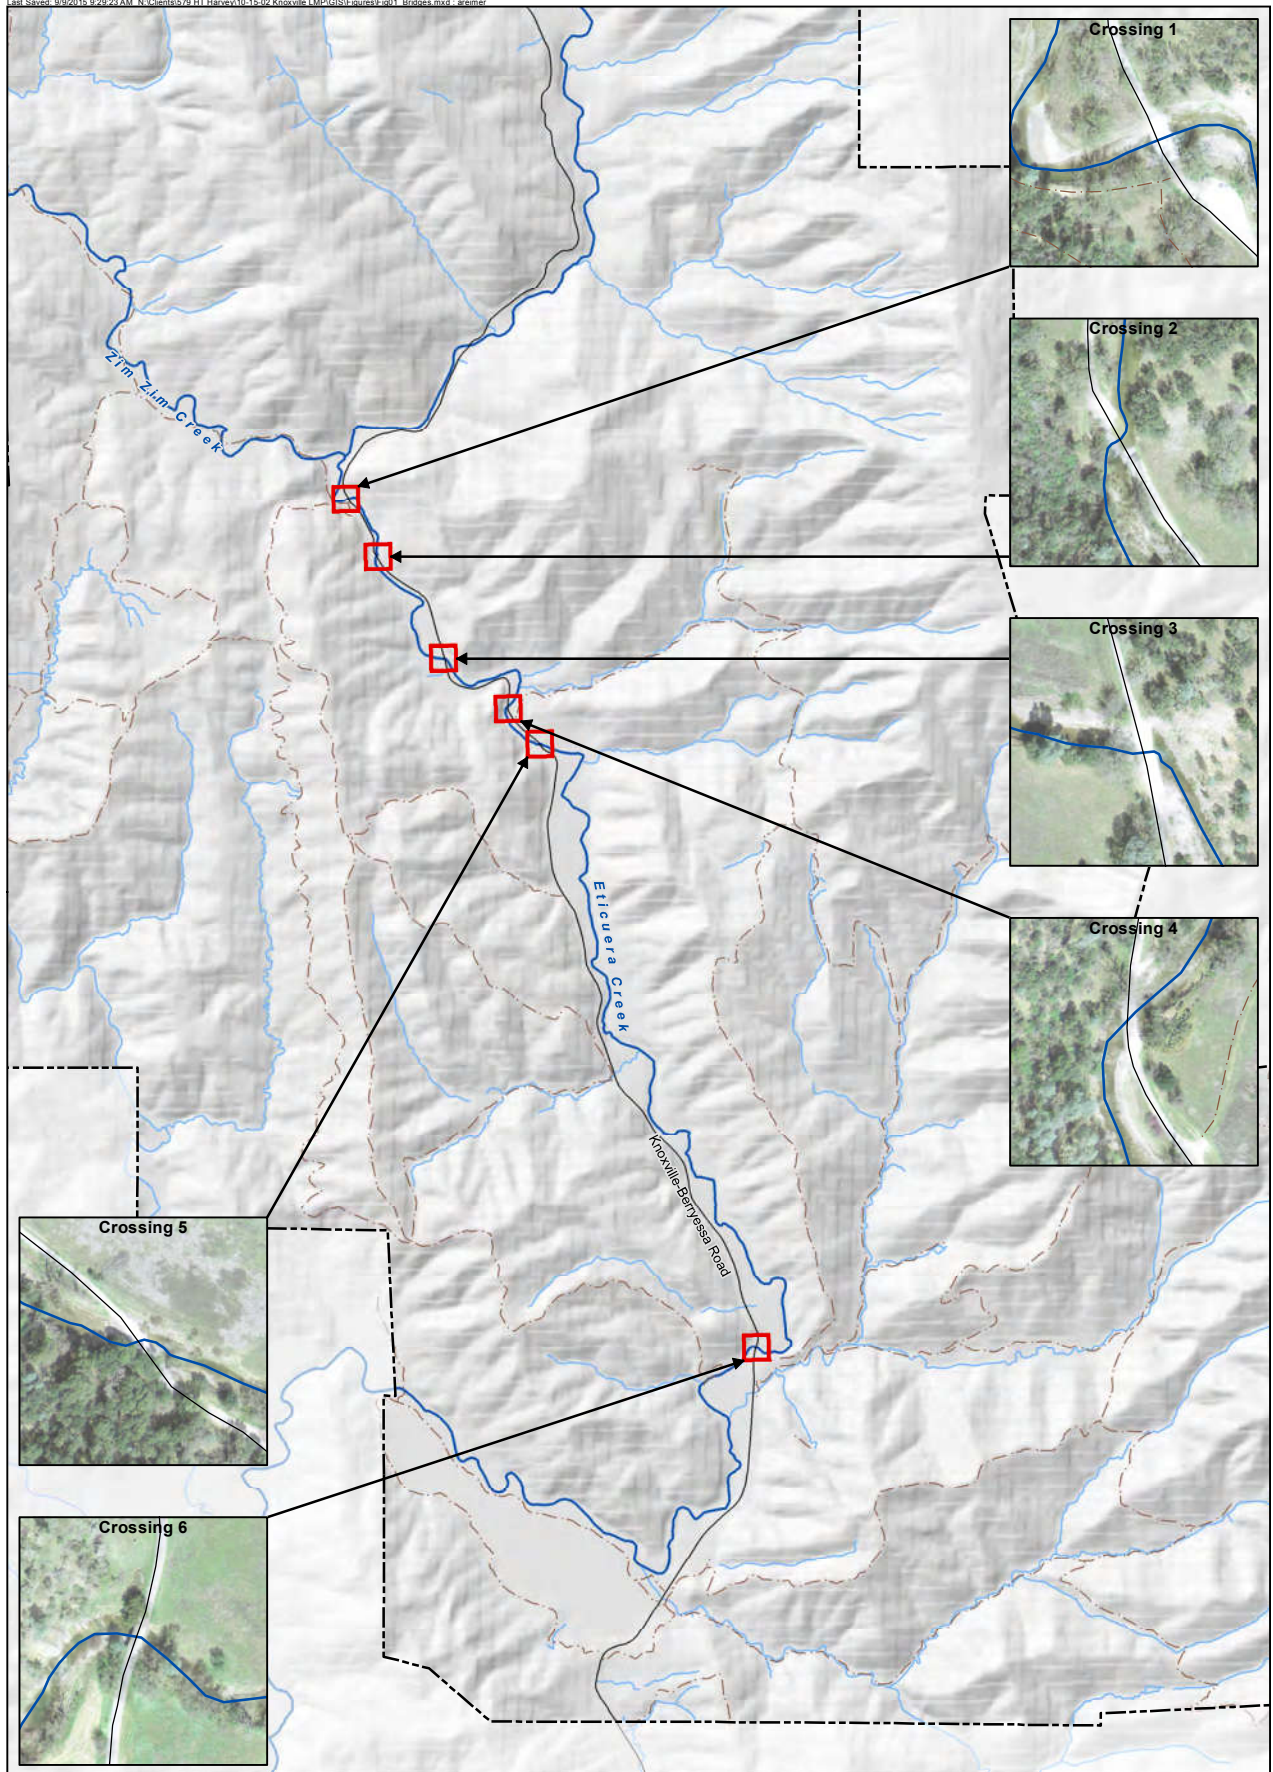 Last Saved: 9/9/2015 9:29:23 AM N:\Clients\579 HT Harvey\10-15-02 Knoxville LMP\GIS\Figures\Fig01_Bridges.mxd : areimer
Crossing 1
Crossing 2
Zim Zim Creek
Crossing 3
Eticuera Creek
Crossing 4
Knoxville-Berryessa Road
Crossing 5
Crossing 6